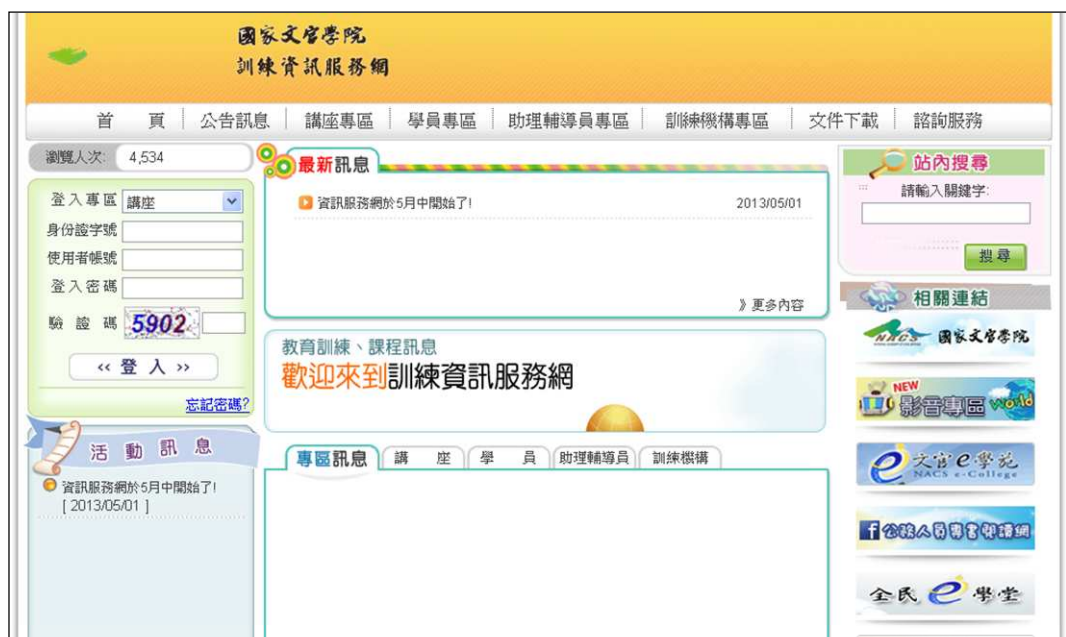 國家文官學院
訓練資訊服務網
首 頁 公告訊息 講座專區 學員專區 助理輔導員專區 訓練機構專區 文件下載 諮詢服務
瀏覽人次: 4,534
登入專區 講座
身份證字號
使用者帳號
登入密碼
驗證碼 5902
‹‹ 登 入 ››
忘記密碼?
活動訊息
資訊服務網於5月中開始了!
[ 2013/05/01 ]
最新訊息
資訊服務網於5月中開始了! 2013/05/01
》更多內容
教育訓練、課程訊息
歡迎來到訓練資訊服務網
專區訊息 講 座 學 員 助理輔導員 訓練機構
站內搜尋
請輸入關鍵字:
搜尋
相關連結
NACS 國家文官學院
NEW
影音專區 World
文官e學苑
NACS e-College
f 公務人員專書閱讀網
全民e學堂